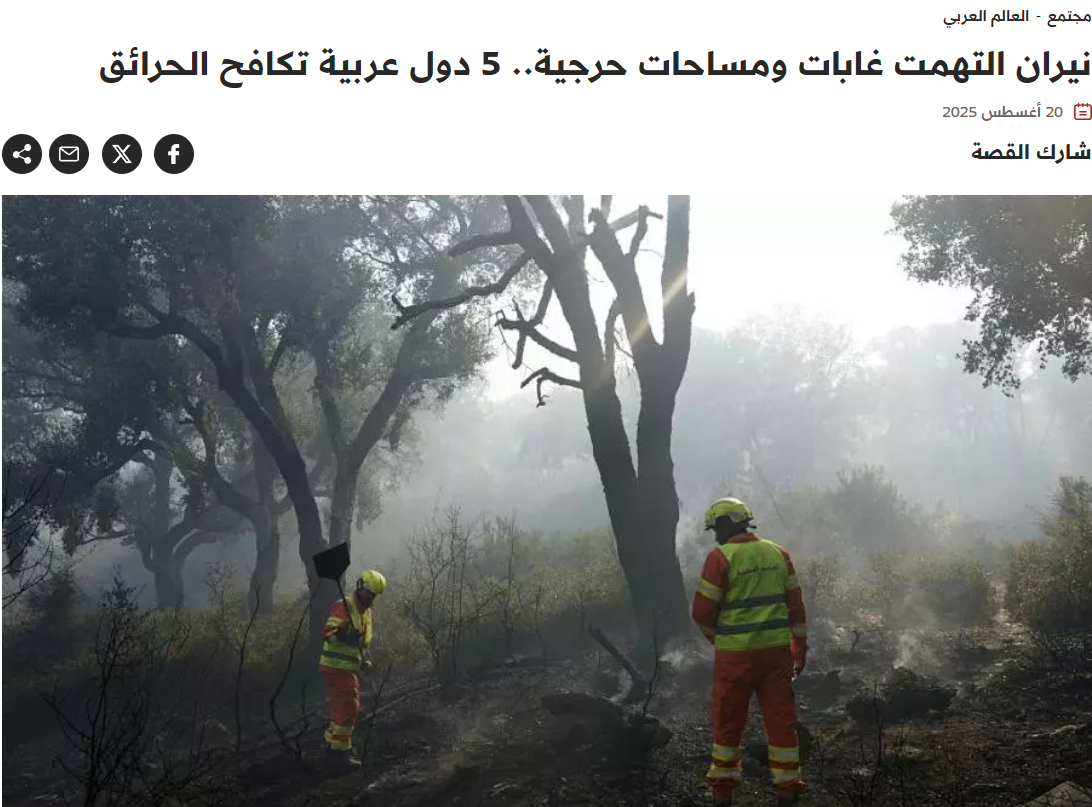 مجتمع - العالم العربي
نيران التهمت غابات ومساحات حرجية.. 5 دول عربية تكافح الحرائق
20 أغسطس 2025
شارك القصة